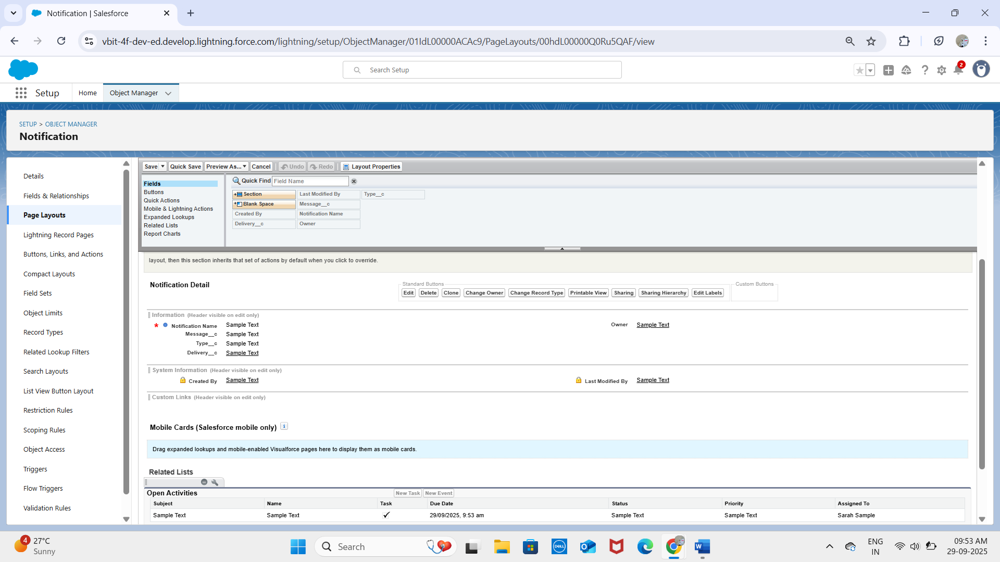 Notification | Salesforce
vbit-4f-dev-ed.develop.lightning.force.com/lightning/setup/ObjectManager/01IdL00000ACAc9/PageLayouts/00hdL00000Q0Ru5QAF/view
Search Setup
2
Setup
Home
Object Manager
SETUP > OBJECT MANAGER
Notification
Details
Fields & Relationships
Page Layouts
Lightning Record Pages
Buttons, Links, and Actions
Compact Layouts
Field Sets
Object Limits
Record Types
Related Lookup Filters
Search Layouts
List View Button Layout
Restriction Rules
Scoping Rules
Object Access
Triggers
Flow Triggers
Validation Rules
Save Quick Save Preview As... Cancel Undo Redo Layout Properties
Fields
Buttons
Quick Actions
Mobile & Lightning Actions
Expanded Lookups
Related Lists
Report Charts
Quick Find Field Name
Section Last Modified By Type__c
Blank Space Message__c
Created By Notification Name
Delivery__c Owner
layout, then this section inherits that set of actions by default when you click to override.
Notification Detail
Standard Buttons
Edit Delete Clone Change Owner Change Record Type Printable View Sharing Sharing Hierarchy Edit Labels
Custom Buttons
Information (Header visible on edit only)
* Notification Name Sample Text Owner Sample Text
Message__c Sample Text
Type__c Sample Text
Delivery__c Sample Text
System Information (Header visible on edit only)
Created By Sample Text Last Modified By Sample Text
Custom Links (Header visible on edit only)
Mobile Cards (Salesforce mobile only) i
Drag expanded lookups and mobile-enabled Visualforce pages here to display them as mobile cards.
Related Lists
Open Activities New Task New Event
Subject Name Task Due Date Status Priority Assigned To
Sample Text Sample Text 29/09/2025, 9:53 am Sample Text Sample Text Sarah Sample
4
27°C
Sunny
Search
DELL
W
ENG
IN
09:53 AM
29-09-2025